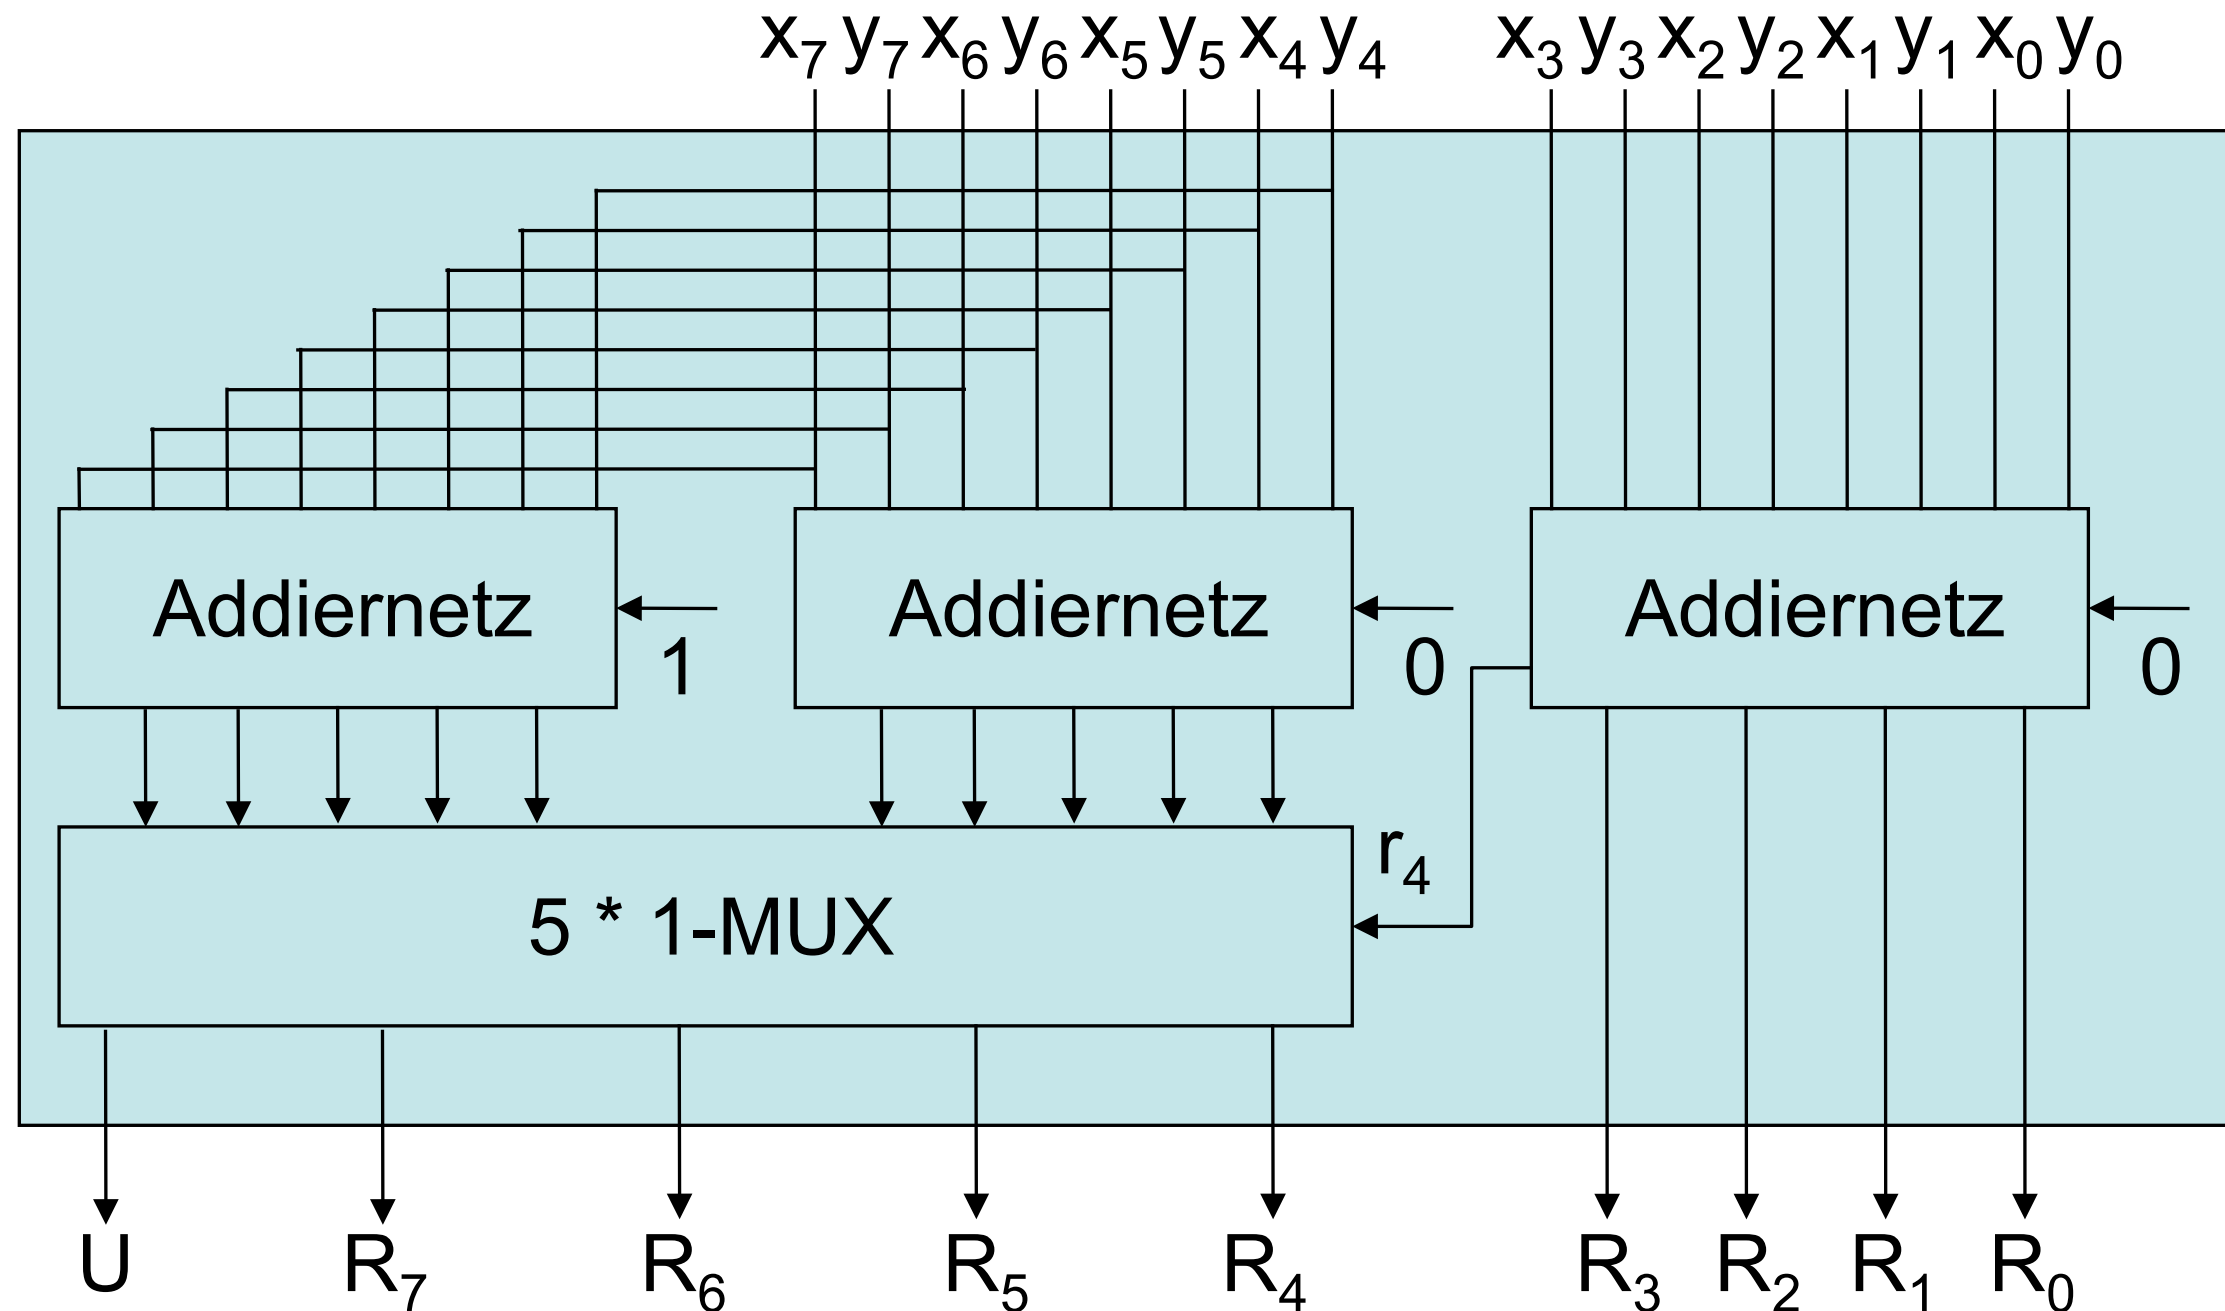 x₇ y₇ x₆ y₆ x₅ y₅ x₄ y₄ x₃ y₃ x₂ y₂ x₁ y₁ x₀ y₀
Addiernetz Addiernetz Addiernetz
1 0 0
r₄
5 * 1-MUX
U R₇ R₆ R₅ R₄ R₃ R₂ R₁ R₀